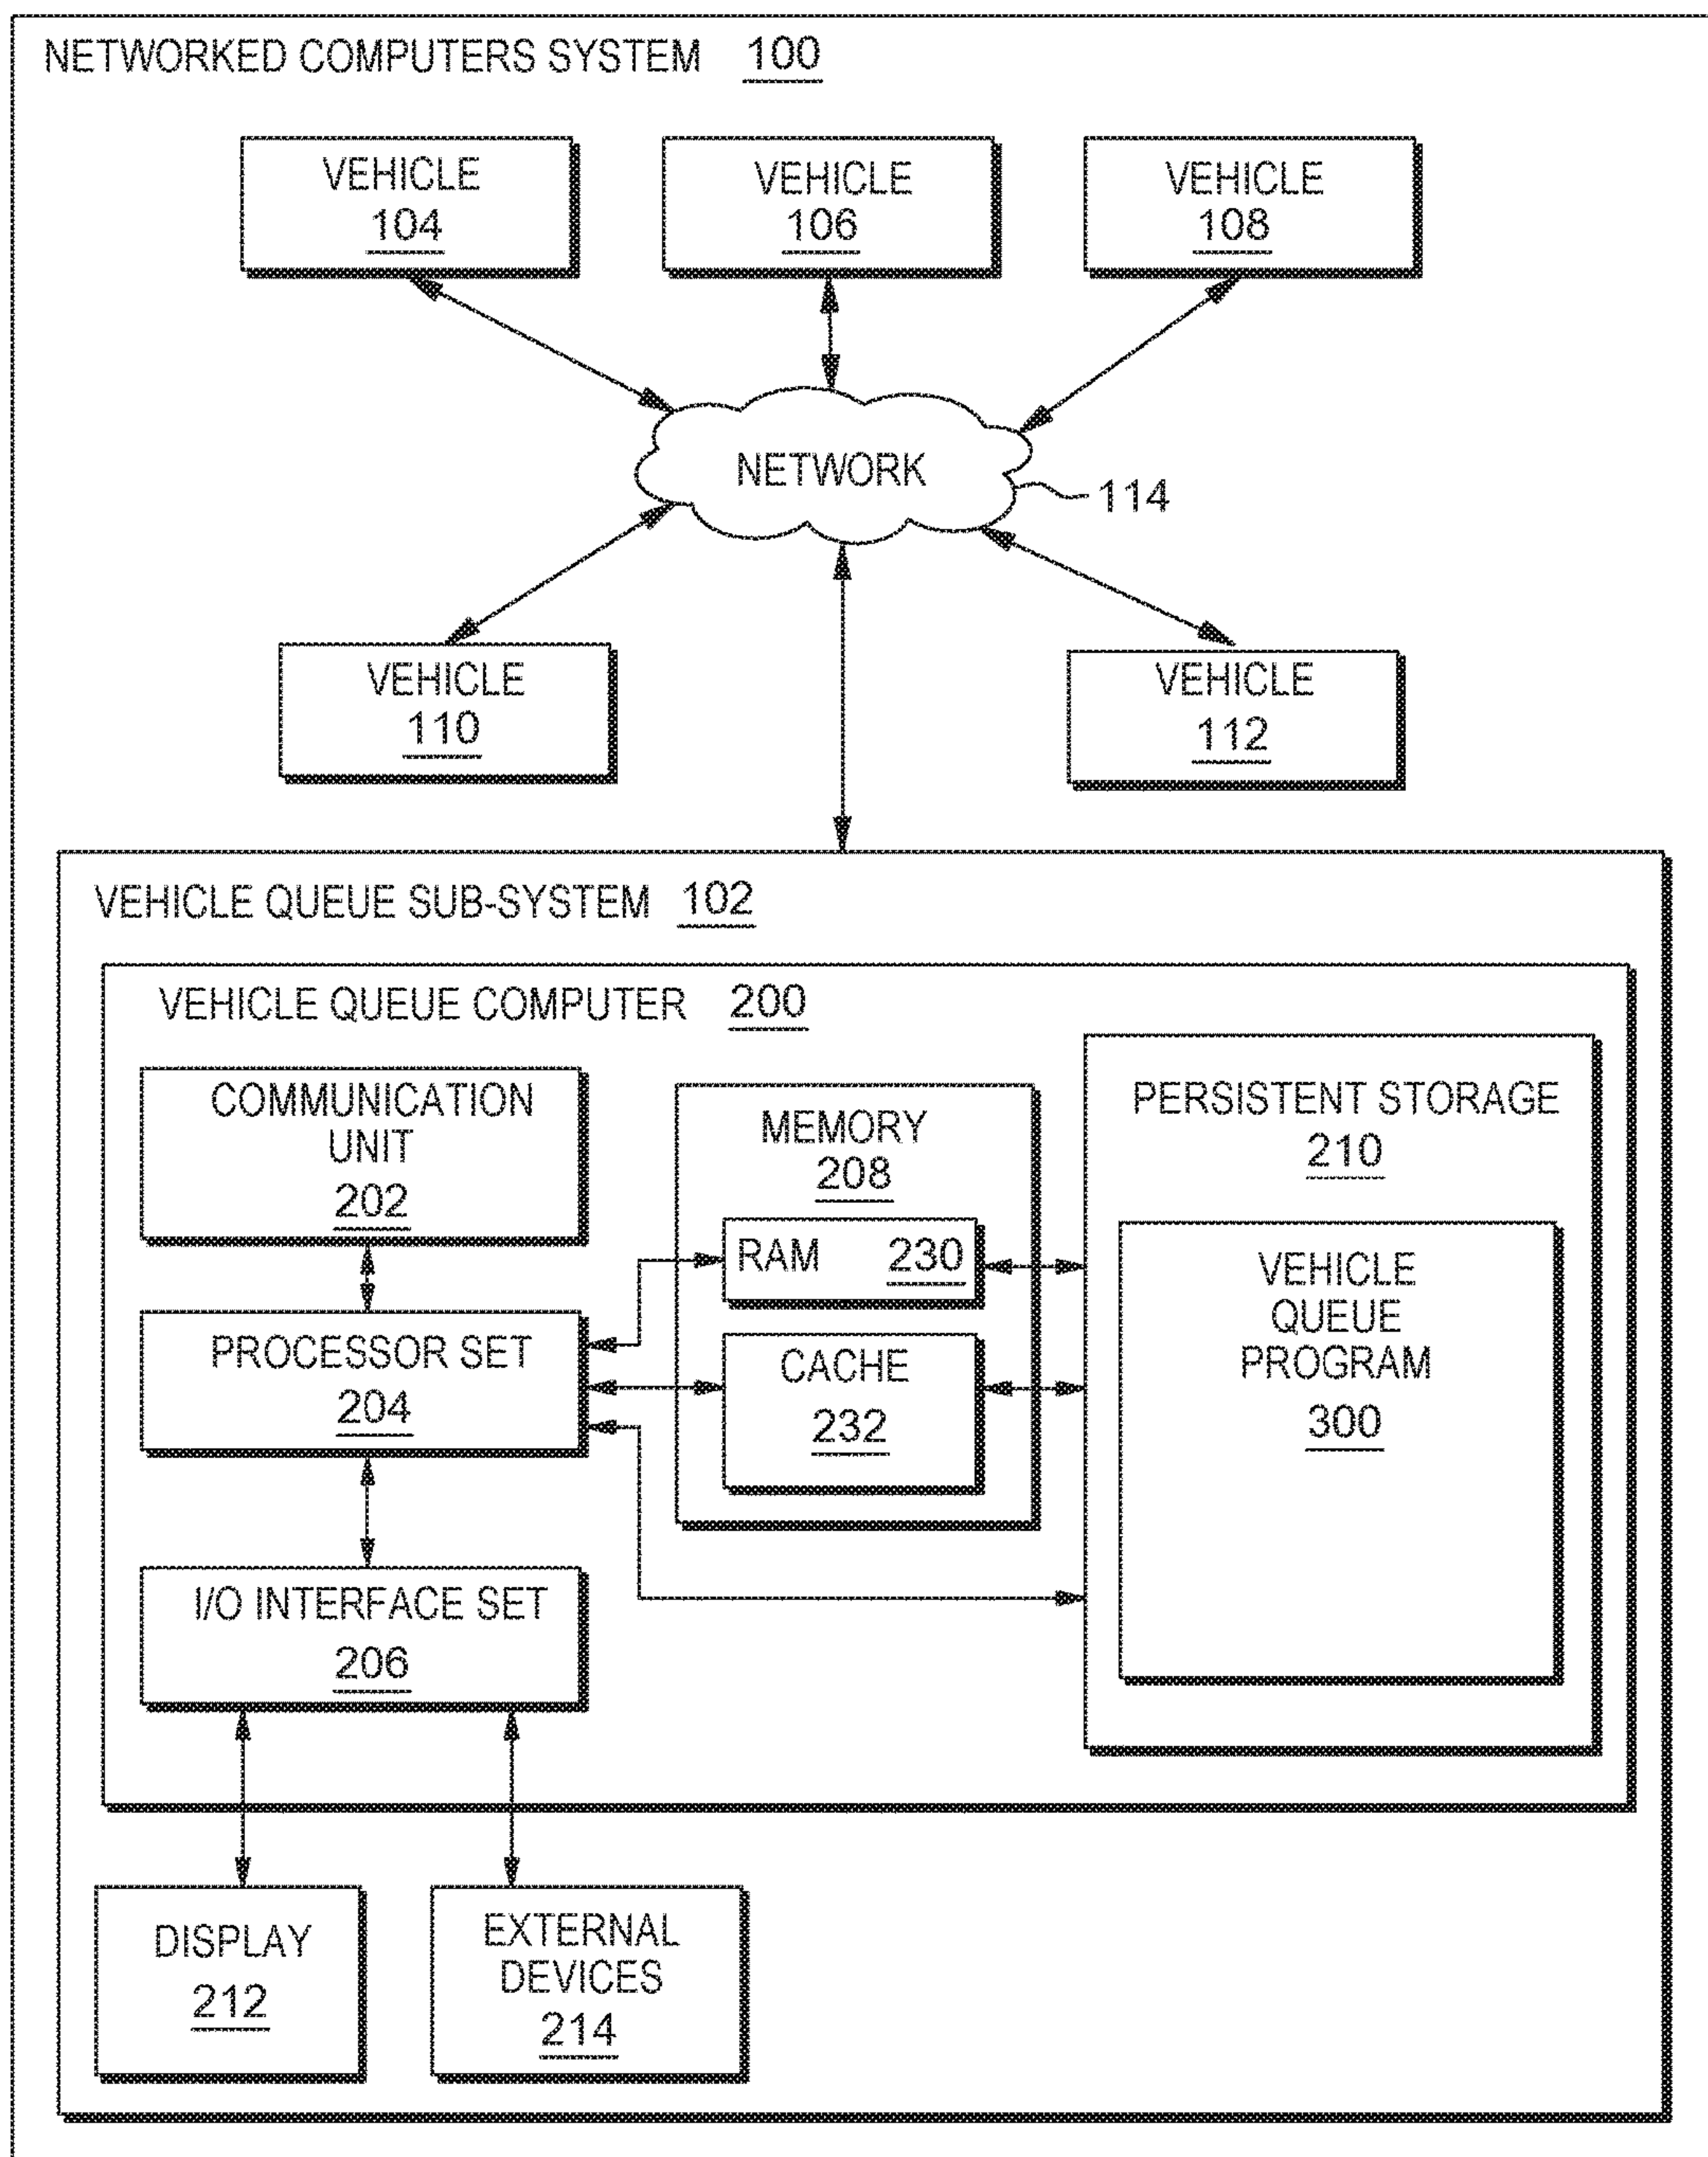 NETWORKED COMPUTERS SYSTEM 100
VEHICLE
104
VEHICLE
106
VEHICLE
108
NETWORK
114
VEHICLE
110
VEHICLE
112
VEHICLE QUEUE SUB-SYSTEM 102
VEHICLE QUEUE COMPUTER 200
COMMUNICATION
UNIT
202
PROCESSOR SET
204
I/O INTERFACE SET
206
MEMORY
208
RAM 230
CACHE
232
PERSISTENT STORAGE
210
VEHICLE
QUEUE
PROGRAM
300
DISPLAY
212
EXTERNAL
DEVICES
214